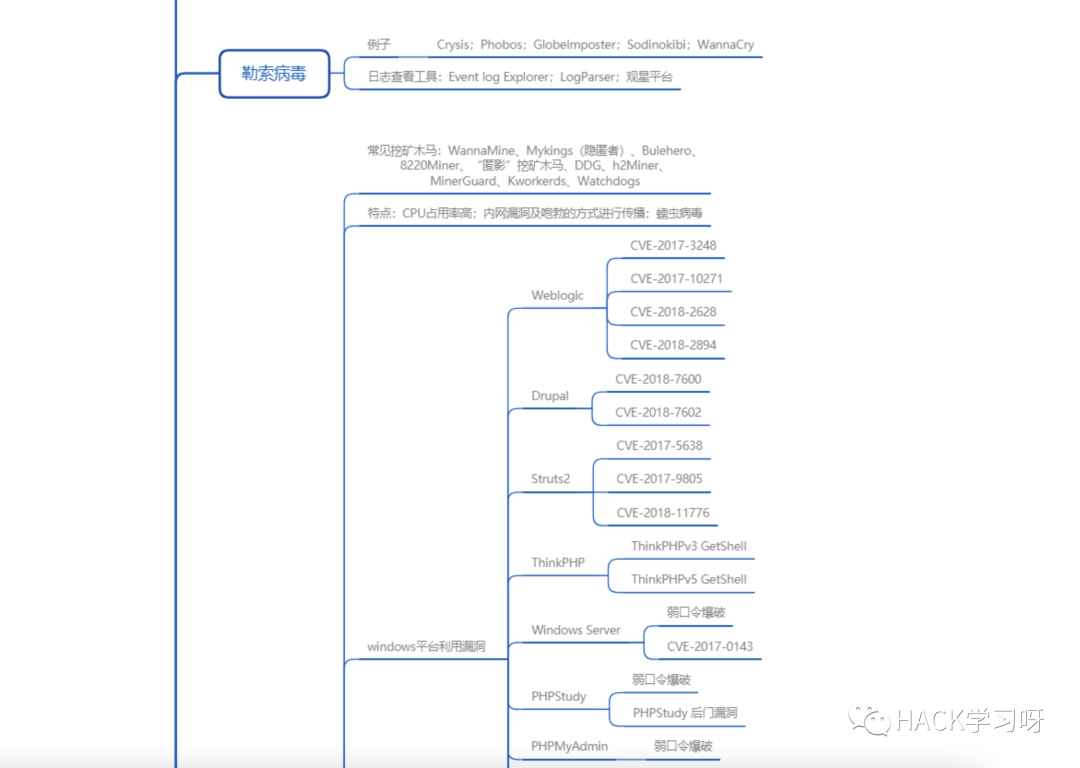 勒索病毒
例子 Crysis；Phobos；GlobeImposter；Sodinokibi；WannaCry
日志查看工具：Event log Explorer；LogParser；观星平台
常见挖矿木马：WannaMine、Mykings（隐匿者）、Bulehero、
8220Miner、“匿影”挖矿木马、DDG、h2Miner、
MinerGuard、Kworkerds、Watchdogs
特点：CPU占用率高；内网漏洞及咆勃的方式进行传播；蠕虫病毒
windows平台利用漏洞
Weblogic
CVE-2017-3248
CVE-2017-10271
CVE-2018-2628
CVE-2018-2894
Drupal
CVE-2018-7600
CVE-2018-7602
Struts2
CVE-2017-5638
CVE-2017-9805
CVE-2018-11776
ThinkPHP
ThinkPHPv3 GetShell
ThinkPHPv5 GetShell
Windows Server
弱口令爆破
CVE-2017-0143
PHPStudy
弱口令爆破
PHPStudy 后门漏洞
PHPMyAdmin 弱口令爆破
HACK学习呀